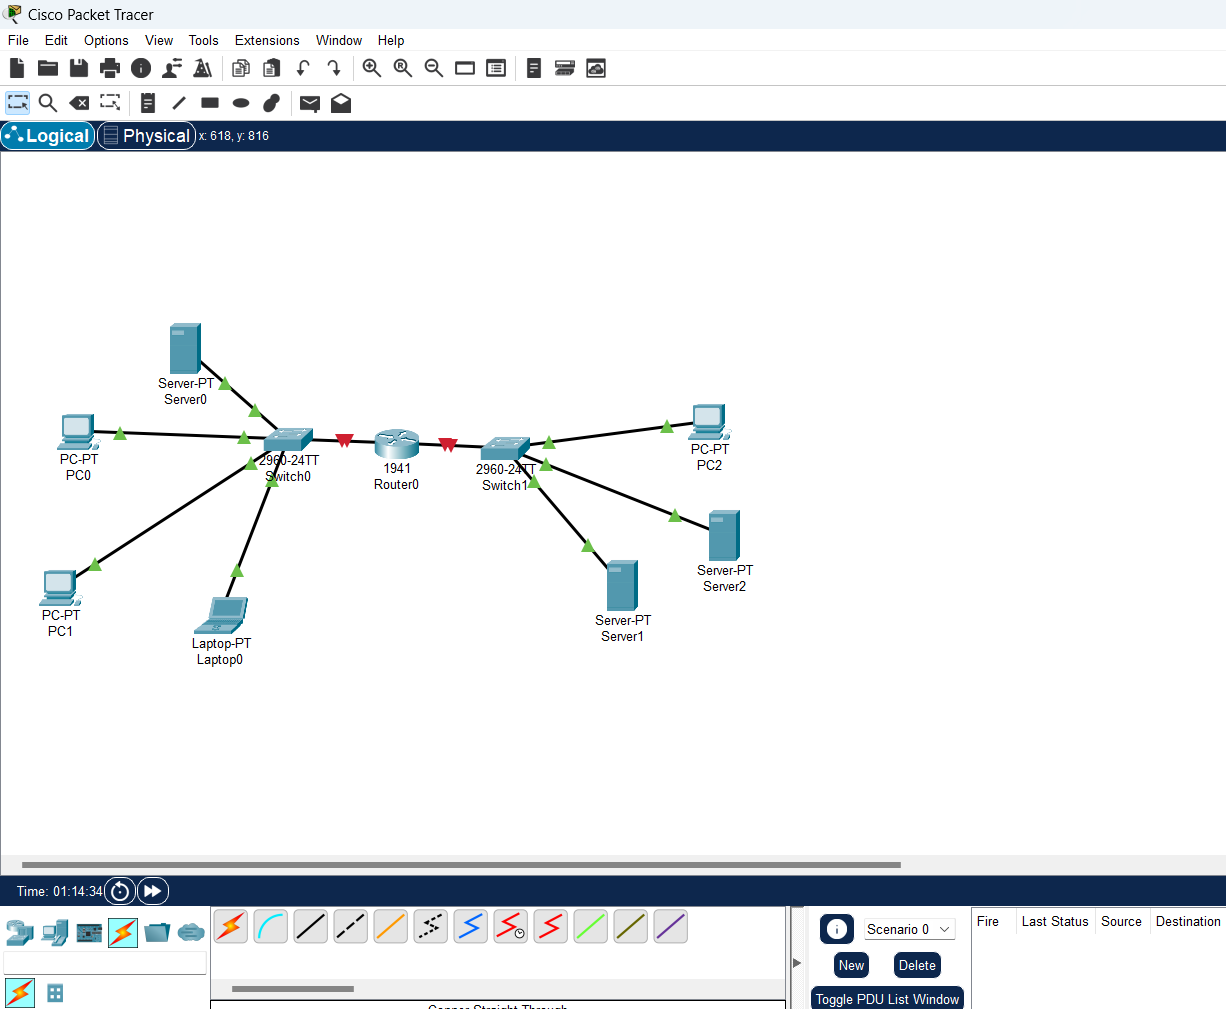 Cisco Packet Tracer
File Edit Options View Tools Extensions Window Help
Logical Physical x: 618, y: 816
Server-PT
Server0
PC-PT
PC0
2960-24TT
Switch0
1941
Router0
2960-24TT
Switch1
PC-PT
PC2
Server-PT
Server2
PC-PT
PC1
Server-PT
Server1
Laptop-PT
Laptop0
Time: 01:14:34
Scenario 0
New Delete
Toggle PDU List Window
Fire Last Status Source Destination
Copper Straight-Through